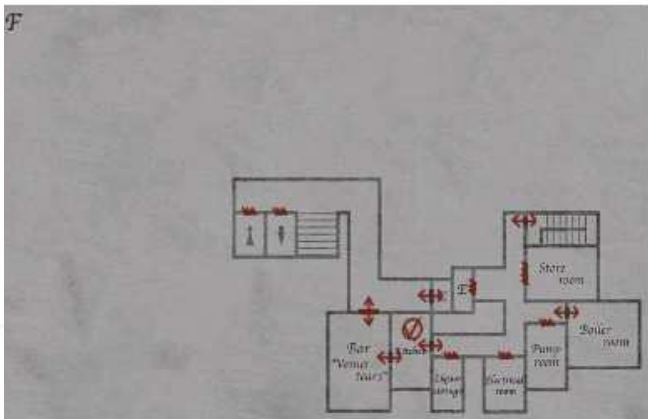 F
Store
room
E
Boiler
room
Bar
"Venus
tears"
Pump
room
Electrical
room